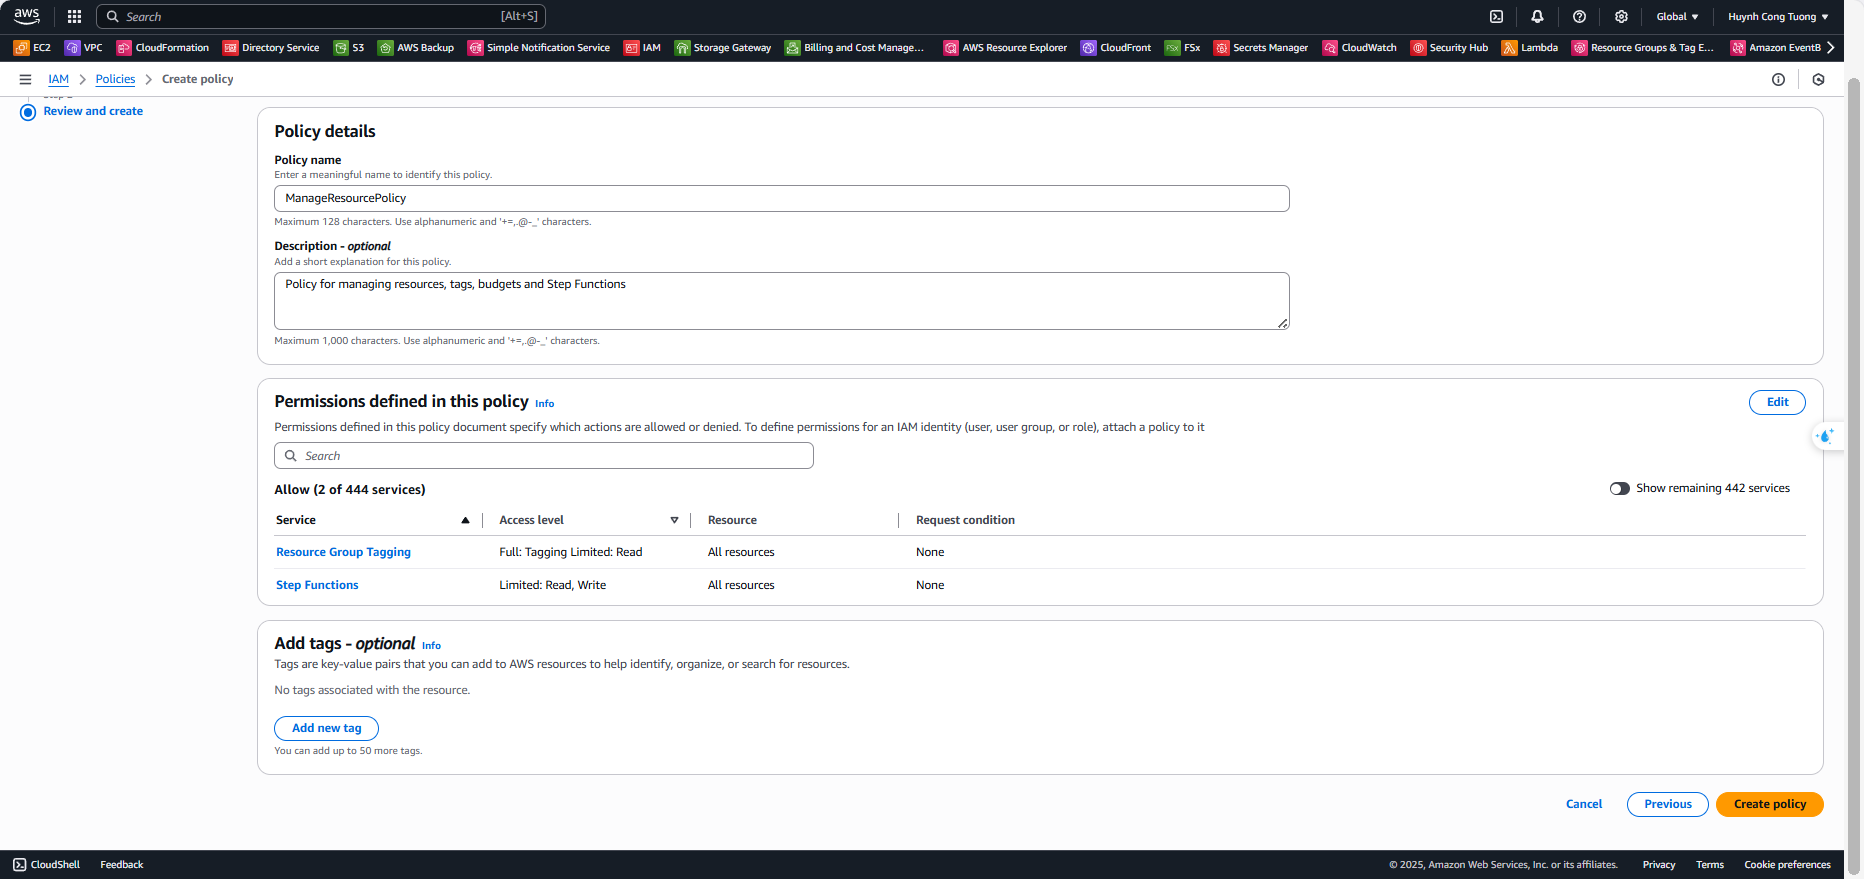 aws
Search [Alt+S] Global Huynh Cong Tuong
EC2 VPC CloudFormation Directory Service S3 AWS Backup Simple Notification Service IAM Storage Gateway Billing and Cost Manage... AWS Resource Explorer CloudFront FSx FSx Secrets Manager CloudWatch Security Hub Lambda Resource Groups & Tag E... Amazon EventB
IAM Policies Create policy
Review and create
Policy details
Policy name
Enter a meaningful name to identify this policy.
ManageResourcePolicy
Maximum 128 characters. Use alphanumeric and '+=,.@-_' characters.
Description - optional
Add a short explanation for this policy.
Policy for managing resources, tags, budgets and Step Functions
Maximum 1,000 characters. Use alphanumeric and '+=,.@-_' characters.
Permissions defined in this policy Info Edit
Permissions defined in this policy document specify which actions are allowed or denied. To define permissions for an IAM identity (user, user group, or role), attach a policy to it
Search
Allow (2 of 444 services) Show remaining 442 services
Service Access level Resource Request condition
Resource Group Tagging Full: Tagging Limited: Read All resources None
Step Functions Limited: Read, Write All resources None
Add tags - optional Info
Tags are key-value pairs that you can add to AWS resources to help identify, organize, or search for resources.
No tags associated with the resource.
Add new tag
You can add up to 50 more tags.
Cancel Previous Create policy
CloudShell Feedback © 2025, Amazon Web Services, Inc. or its affiliates. Privacy Terms Cookie preferences